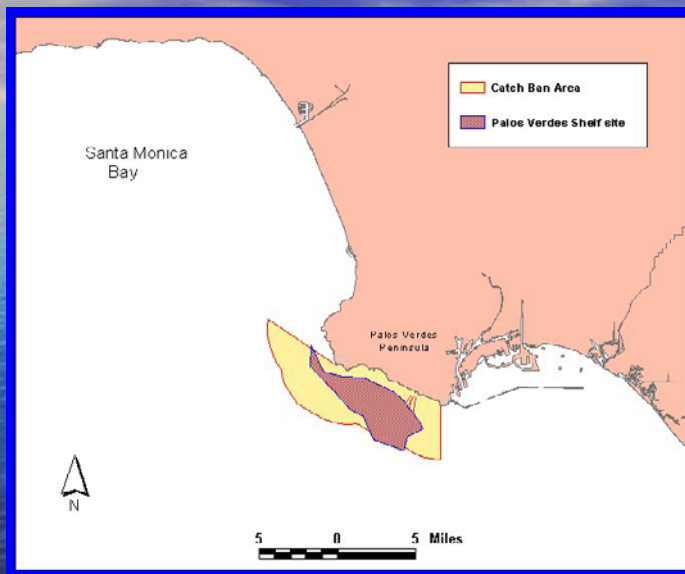 Catch Ban Area
Palos Verdes Shelf site
Santa Monica
Bay
Palos Verdes
Peninsula
N
5 0 5 Miles